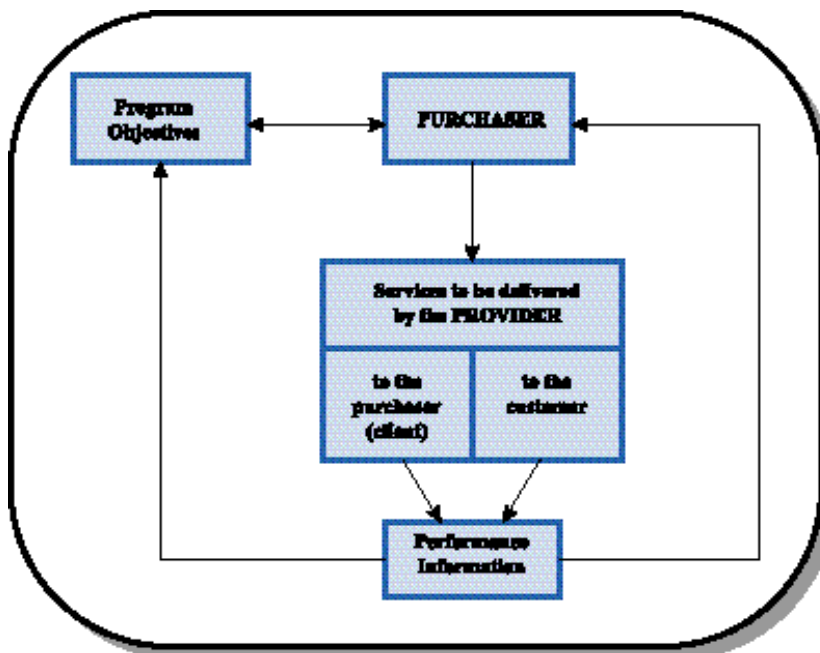 Program
Objectives
PURCHASER
Services to be delivered
by the PROVIDER
to the
purchaser
(client)
to the
customer
Performance
Information